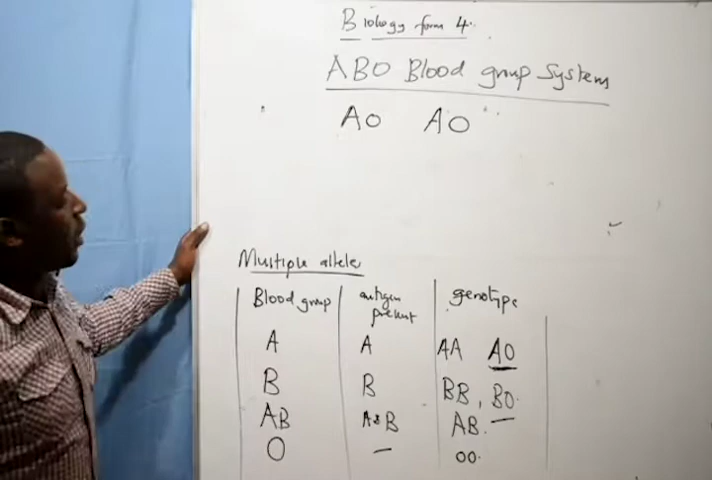 Biology form 4.
ABO Blood group System
AO AO
Multiple allele
Blood group antigen present genotype
A A AA AO
B B BB, BO.
AB A & B AB.
O — OO.